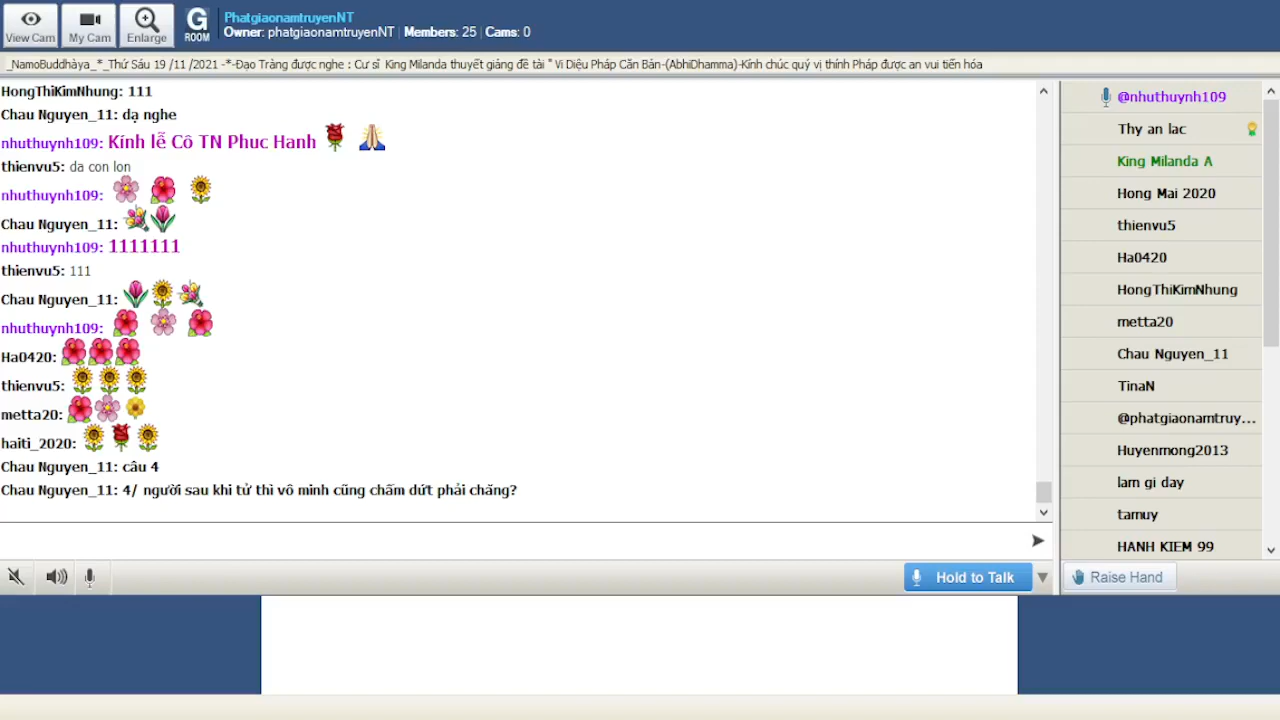 View Cam
My Cam
Enlarge
G
ROOM
PhatgiaonamtruyenNT
Owner: phatgiaonamtruyenNT | Members: 25 | Cams: 0
_NamoBuddhàya_*_Thứ Sáu 19 /11 /2021 -*-Đạo Tràng được nghe : Cư sĩ King Milanda thuyết giảng đề tài " Vi Diệu Pháp Căn Bản-(AbhiDhamma)-Kính chúc quý vị thính Pháp được an vui tiến hóa
HongThiKimNhung: 111
Chau Nguyen_11: dạ nghe
nhuthuynh109: Kính lễ Cô TN Phuc Hanh
thienvu5: da con lon
nhuthuynh109:
Chau Nguyen_11:
nhuthuynh109: 1111111
thienvu5: 111
Chau Nguyen_11:
nhuthuynh109:
Ha0420:
thienvu5:
metta20:
haiti_2020:
Chau Nguyen_11: câu 4
Chau Nguyen_11: 4/ người sau khi tử thì vô minh cũng chấm dứt phải chăng?
@nhuthuynh109
Thy an lac
King Milanda A
Hong Mai 2020
thienvu5
Ha0420
HongThiKimNhung
metta20
Chau Nguyen_11
TinaN
@phatgiaonamtruy...
Huyenmong2013
lam gi day
tamuy
HANH KIEM 99
Hold to Talk
Raise Hand